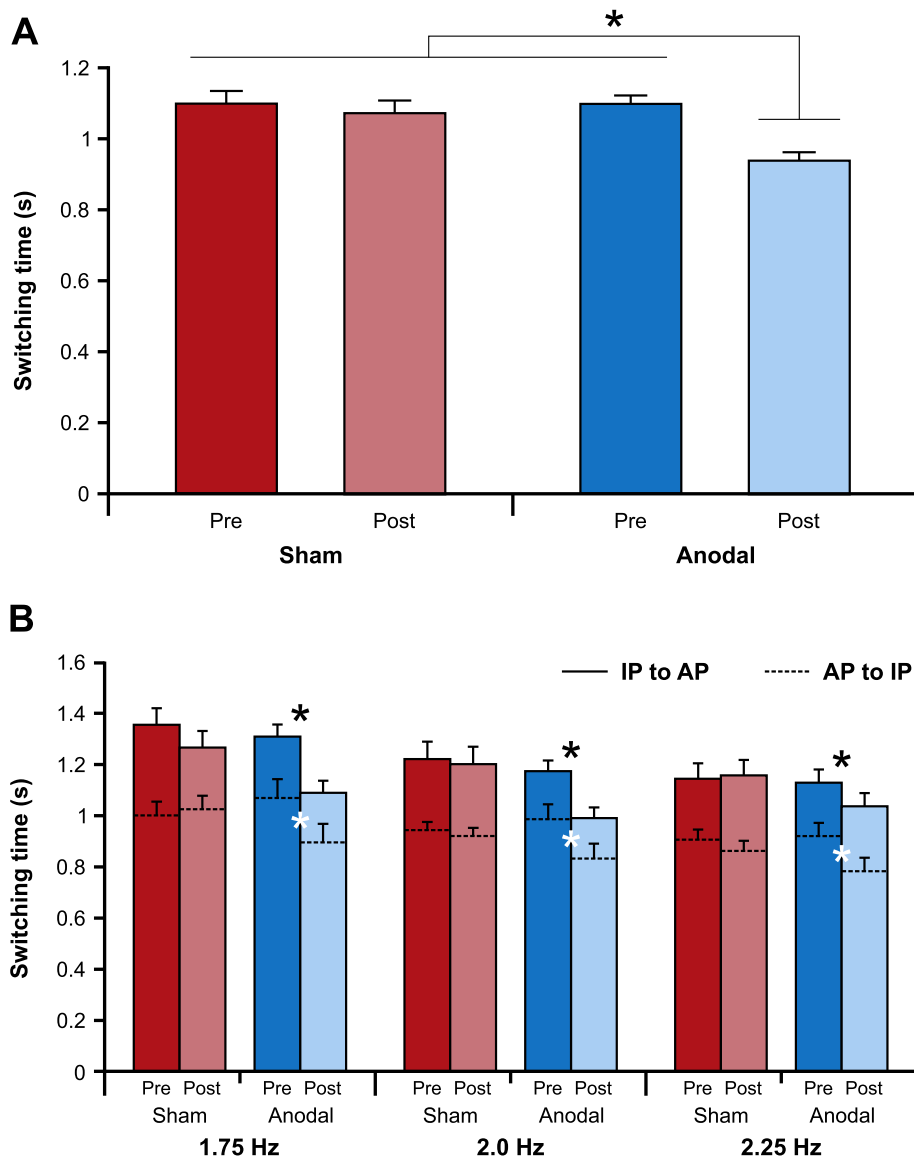 A
*
1.2
1
0.8
0.6
0.4
0.2
0
Switching time (s)
Pre Post Pre Post
Sham Anodal
B
IP to AP AP to IP
1.6
1.4
1.2
1
0.8
0.6
0.4
0.2
0
Switching time (s)
* * *
* * *
Pre Post Pre Post Pre Post Pre Post Pre Post Pre Post
Sham Anodal Sham Anodal Sham Anodal
1.75 Hz 2.0 Hz 2.25 Hz